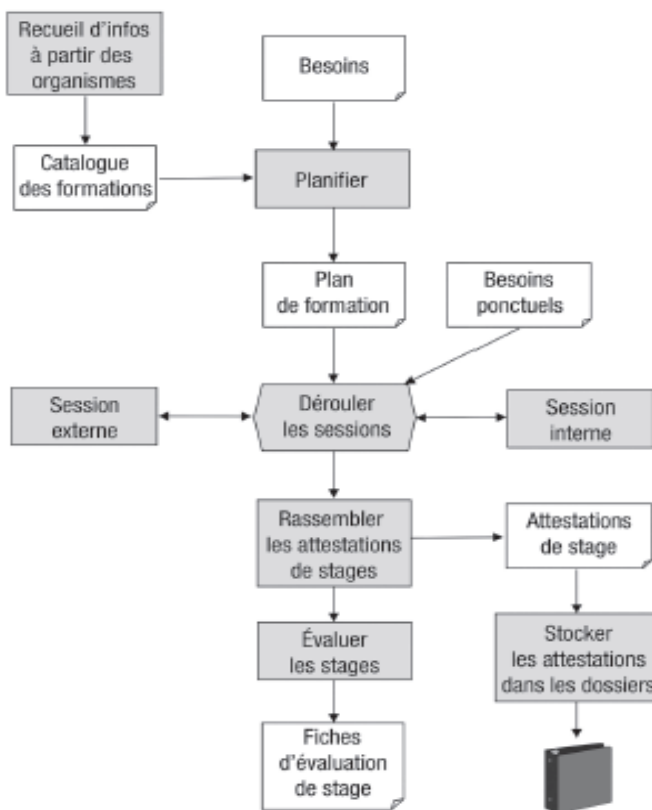 Recueil d'infos
à partir des
organismes
Besoins
Catalogue
des formations
Planifier
Plan
de formation
Besoins
ponctuels
Session
externe
Dérouler
les sessions
Session
interne
Rassembler
les attestations
de stages
Attestations
de stage
Évaluer
les stages
Stocker
les attestations
dans les dossiers
Fiches
d'évaluation
de stage